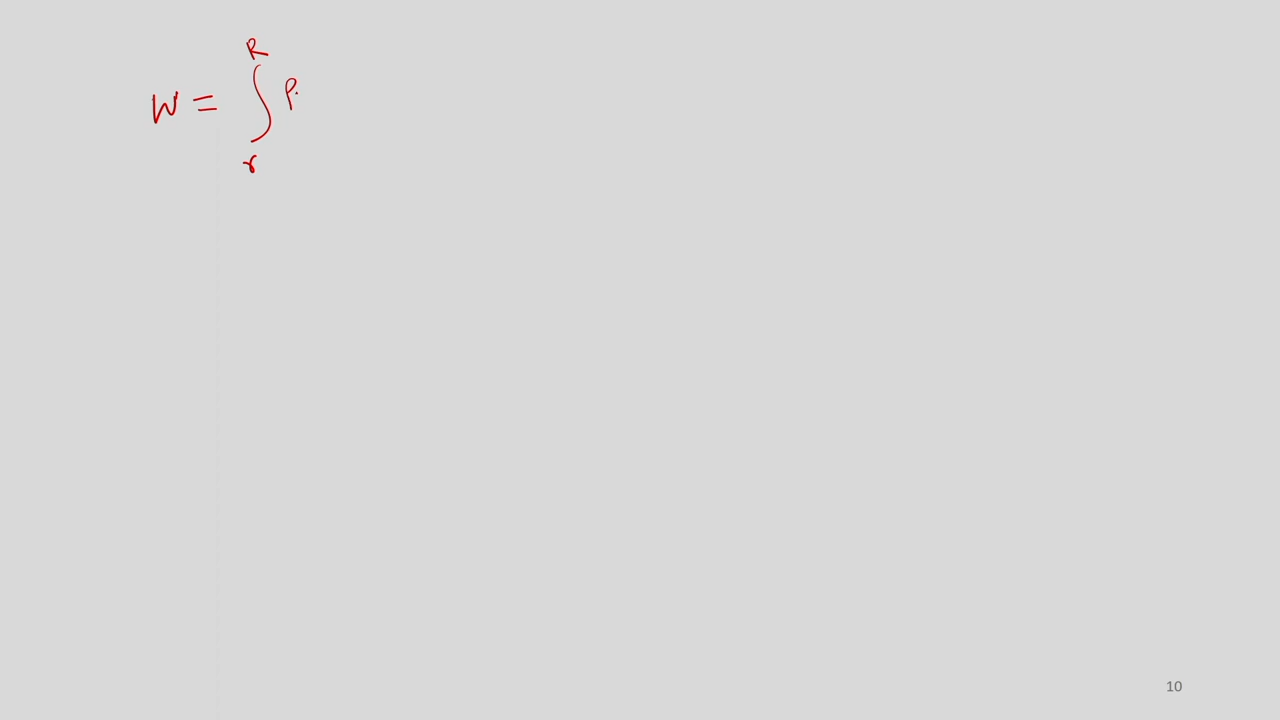 R
W = ∫ p.
r
10